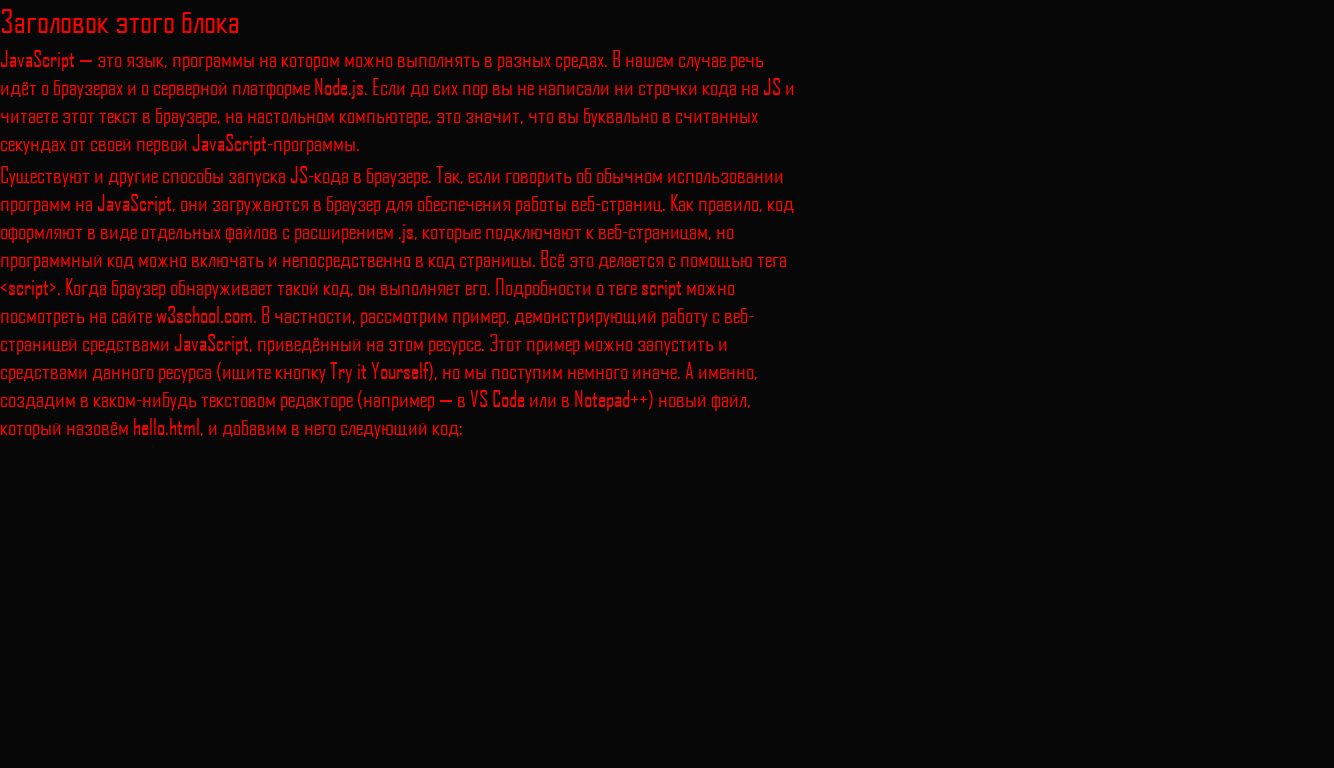 Заголовок этого блока
JavaScript — это язык, программы на котором можно выполнять в разных средах. В нашем случае речь
идёт о браузерах и о серверной платформе Node.js. Если до сих пор вы не написали ни строчки кода на JS и
читаете этот текст в браузере, на настольном компьютере, это значит, что вы буквально в считанных
секундах от своей первой JavaScript-программы.
Существуют и другие способы запуска JS-кода в браузере. Так, если говорить об обычном использовании
программ на JavaScript, они загружаются в браузер для обеспечения работы веб-страниц. Как правило, код
оформляют в виде отдельных файлов с расширением .js, которые подключают к веб-страницам, но
программный код можно включать и непосредственно в код страницы. Всё это делается с помощью тега
<script>. Когда браузер обнаруживает такой код, он выполняет его. Подробности о теге script можно
посмотреть на сайте w3school.com. В частности, рассмотрим пример, демонстрирующий работу с веб-
страницей средствами JavaScript, приведённый на этом ресурсе. Этот пример можно запустить и
средствами данного ресурса (ищите кнопку Try it Yourself), но мы поступим немного иначе. А именно,
создадим в каком-нибудь текстовом редакторе (например — в VS Code или в Notepad++) новый файл,
который назовём hello.html, и добавим в него следующий код: